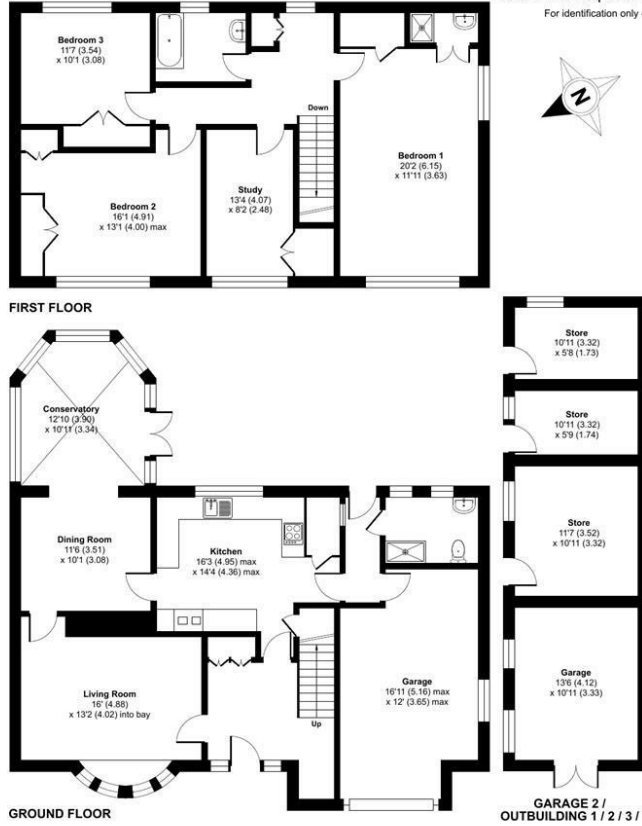 For identification only
N
Bedroom 3
11'7 (3.54)
x 10'1 (3.08)
Down
Bedroom 1
20'2 (6.15)
x 11'11 (3.63)
Bedroom 2
16'1 (4.91)
x 13'1 (4.00) max
Study
13'4 (4.07)
x 8'2 (2.48)
FIRST FLOOR
Conservatory
12'10 (3.90)
x 10'11 (3.34)
Dining Room
11'6 (3.51)
x 10'1 (3.08)
Kitchen
16'3 (4.95) max
x 14'4 (4.36) max
Living Room
16' (4.88)
x 13'2 (4.02) into bay
Up
Garage
16'11 (5.16) max
x 12' (3.65) max
GROUND FLOOR
Store
10'11 (3.32)
x 5'8 (1.73)
Store
10'11 (3.32)
x 5'9 (1.74)
Store
11'7 (3.52)
x 10'11 (3.32)
Garage
13'6 (4.12)
x 10'11 (3.33)
GARAGE 2 /
OUTBUILDING 1 / 2 / 3 /